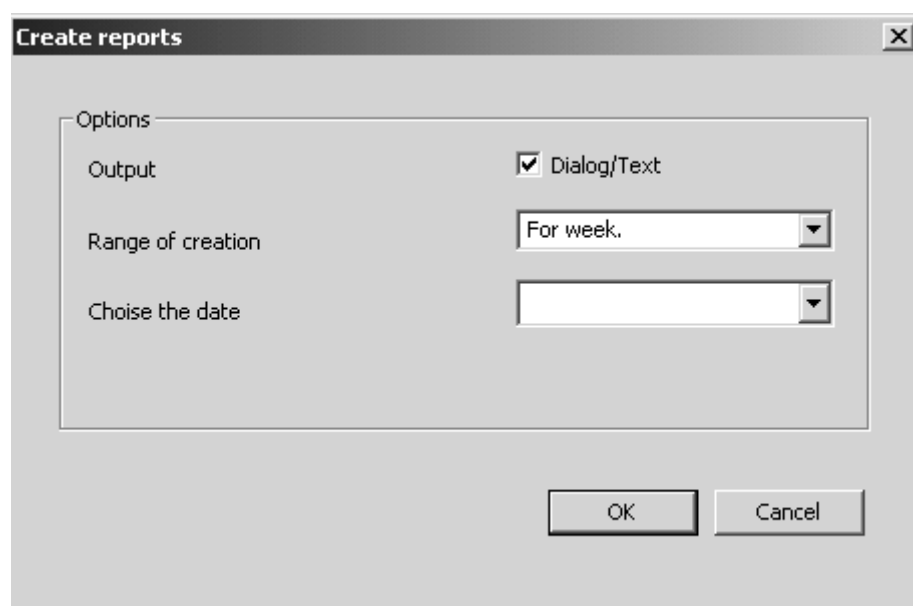 Create reports
Options
Output
Dialog/Text
Range of creation
For week.
Choise the date
OK
Cancel